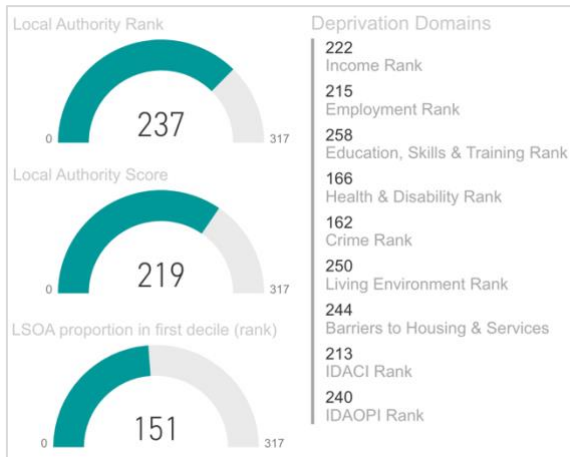 Local Authority Rank
237
0
317
Local Authority Score
219
0
317
LSOA proportion in first decile (rank)
151
0
317
Deprivation Domains
222
Income Rank
215
Employment Rank
258
Education, Skills & Training Rank
166
Health & Disability Rank
162
Crime Rank
250
Living Environment Rank
244
Barriers to Housing & Services
213
IDACI Rank
240
IDAOPI Rank